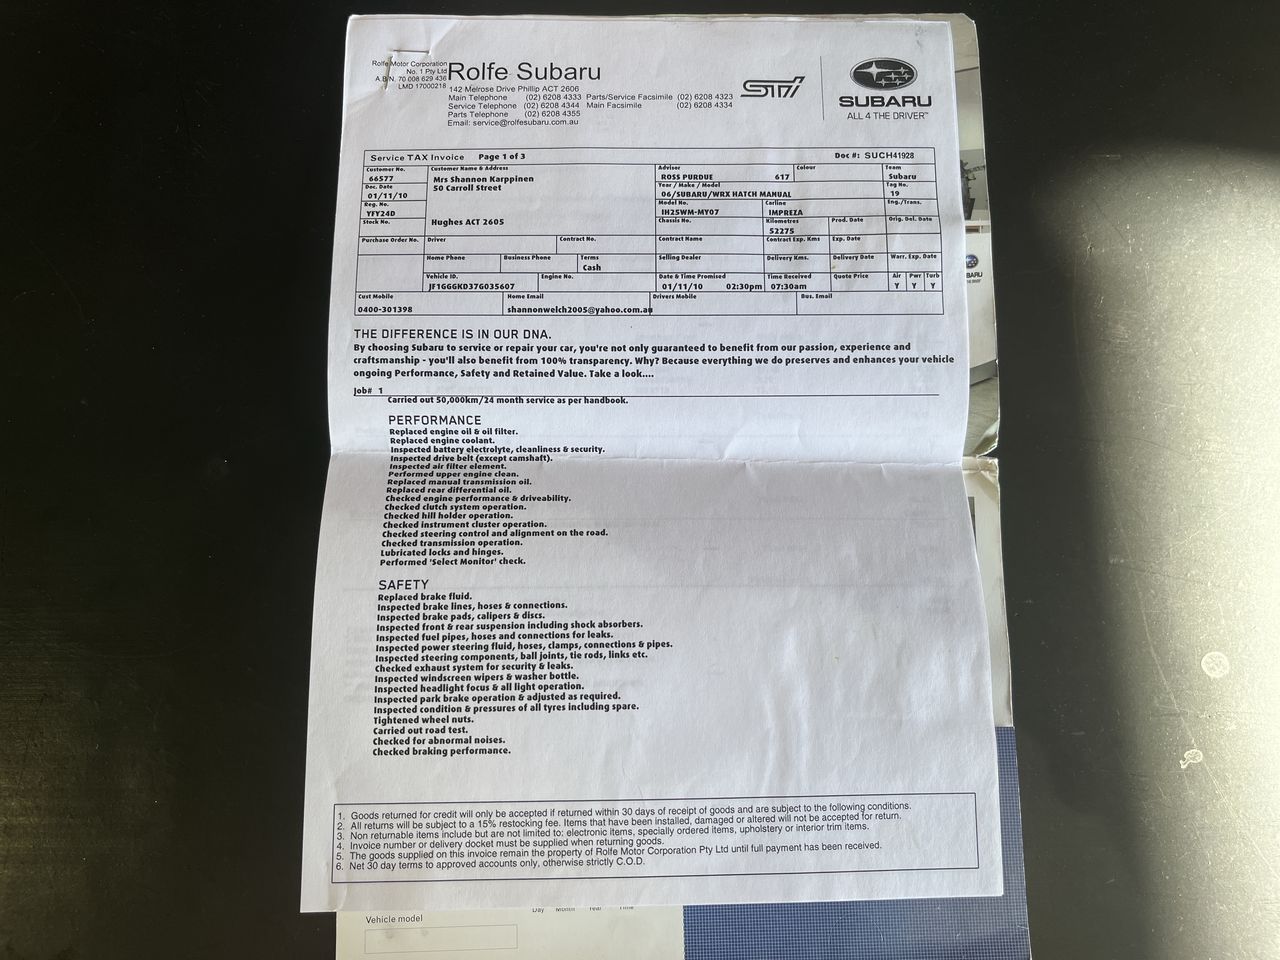 Rolfe Motor Corporation
No. 1 Pty Ltd
A.B.N. 70 008 629 436
LMD 17000218
Rolfe Subaru
142 Melrose Drive Phillip ACT 2606
Main Telephone (02) 6208 4333 Parts/Service Facsimile (02) 6208 4323
Service Telephone (02) 6208 4344 Main Facsimile (02) 6208 4334
Parts Telephone (02) 6208 4355
Email: service@rolfesubaru.com.au
STi
SUBARU
ALL 4 THE DRIVER™
Service TAX Invoice Page 1 of 3 Doc #: SUCH41928
Customer No. Customer Name & Address Adviser Colour Team
66577 Mrs Shannon Karppinen ROSS PURDUE 617 Subaru
Doc. Date 50 Carroll Street Year / Make / Model Tag No.
01/11/10 06/SUBARU/WRX HATCH MANUAL 19
Reg. No. Model No. Carline Eng./Trans.
YFY24D IH25WM-MY07 IMPREZA
Stock No. Hughes ACT 2605 Chassis No. Kilometres Prod. Date Orig. Del. Date
52275
Purchase Order No. Driver Contract No. Contract Name Contract Exp. Kms Exp. Date
Home Phone Business Phone Terms Selling Dealer Delivery Kms. Delivery Date Warr. Exp. Date
Cash
Vehicle ID. Engine No. Date & Time Promised Time Received Quote Price Air Pwr Turb
JF1GGGKD37G035607 01/11/10 02:30pm 07:30am Y Y Y
Cust Mobile Home Email Drivers Mobile Bus. Email
0400-301398 shannonwelch2005@yahoo.com.au
THE DIFFERENCE IS IN OUR DNA.
By choosing Subaru to service or repair your car, you're not only guaranteed to benefit from our passion, experience and
craftsmanship - you'll also benefit from 100% transparency. Why? Because everything we do preserves and enhances your vehicle
ongoing Performance, Safety and Retained Value. Take a look....
Job# 1
Carried out 50,000km/24 month service as per handbook.
PERFORMANCE
Replaced engine oil & oil filter.
Replaced engine coolant.
Inspected battery electrolyte, cleanliness & security.
Inspected drive belt (except camshaft).
Inspected air filter element.
Performed upper engine clean.
Replaced manual transmission oil.
Replaced rear differential oil.
Checked engine performance & driveability.
Checked clutch system operation.
Checked hill holder operation.
Checked instrument cluster operation.
Checked steering control and alignment on the road.
Checked transmission operation.
Lubricated locks and hinges.
Performed 'Select Monitor' check.
SAFETY
Replaced brake fluid.
Inspected brake lines, hoses & connections.
Inspected brake pads, calipers & discs.
Inspected front & rear suspension including shock absorbers.
Inspected fuel pipes, hoses and connections for leaks.
Inspected power steering fluid, hoses, clamps, connections & pipes.
Inspected steering components, ball joints, tie rods, links etc.
Checked exhaust system for security & leaks.
Inspected windscreen wipers & washer bottle.
Inspected headlight focus & all light operation.
Inspected park brake operation & adjusted as required.
Inspected condition & pressures of all tyres including spare.
Tightened wheel nuts.
Carried out road test.
Checked for abnormal noises.
Checked braking performance.
1. Goods returned for credit will only be accepted if returned within 30 days of receipt of goods and are subject to the following conditions.
2. All returns will be subject to a 15% restocking fee. Items that have been installed, damaged or altered will not be accepted for return.
3. Non returnable items include but are not limited to: electronic items, specially ordered items, upholstery or interior trim items.
4. Invoice number or delivery docket must be supplied when returning goods.
5. The goods supplied on this invoice remain the property of Rolfe Motor Corporation Pty Ltd until full payment has been received.
6. Net 30 day terms to approved accounts only, otherwise strictly C.O.D.
Day Month Year Time
Vehicle model